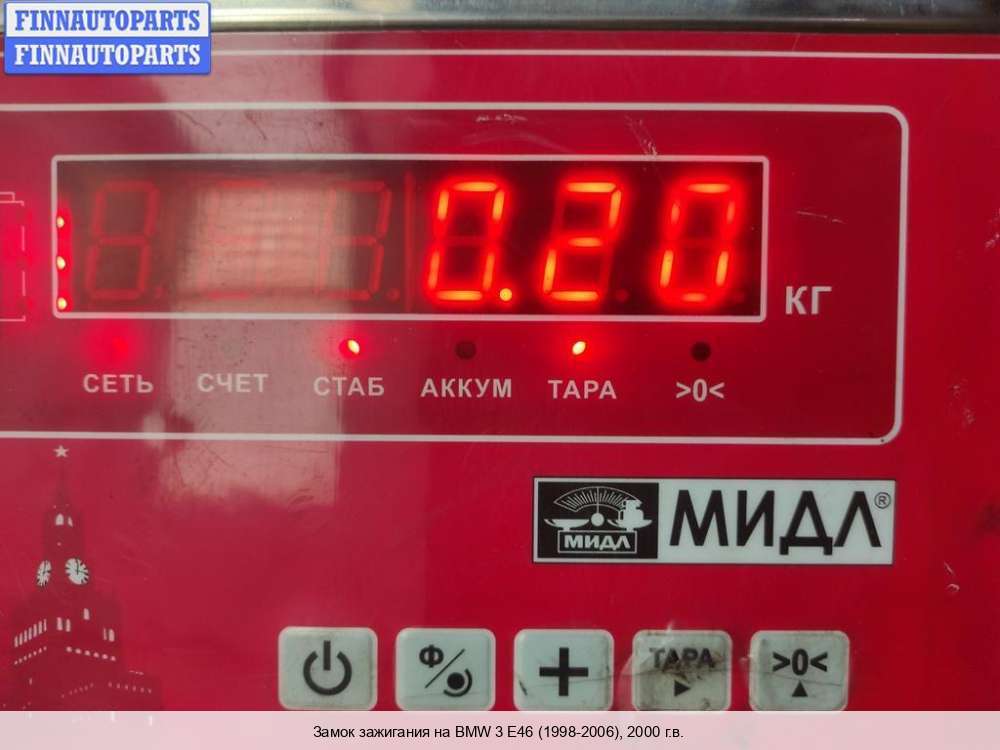 FINNAUTOPARTS
FINNAUTOPARTS
0.20
КГ
СЕТЬ СЧЕТ СТАБ АККУМ ТАРА >0<
МИДЛ МИДЛ®
Ф ТАРА >0<
Замок зажигания на BMW 3 E46 (1998-2006), 2000 г.в.